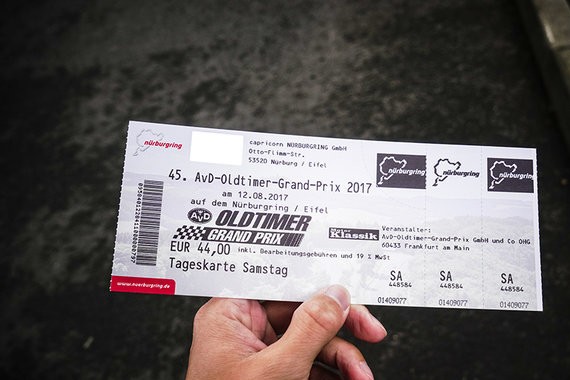 nürburgring
capricorn NÜRBURGRING GmbH
Otto-Flimm-Str.
53520 Nürburg / Eifel
45. AvD-Oldtimer-Grand-Prix 2017
am 12.08.2017
auf dem Nürburgring / Eifel
AvD OLDTIMER
GRAND PRIX
Motor
Klassik
EUR 44,00 inkl. Bearbeitungsgebühren und 19 % MwSt
Tageskarte Samstag
www.nuerburgring.de
nürburgring
nürburgring
nürburgring
Veranstalter:
AvD-Oldtimer-Grand-Prix GmbH und Co OHG
60433 Frankfurt am Main
SA SA SA
448584 448584 448584
01409077 01409077 01409077